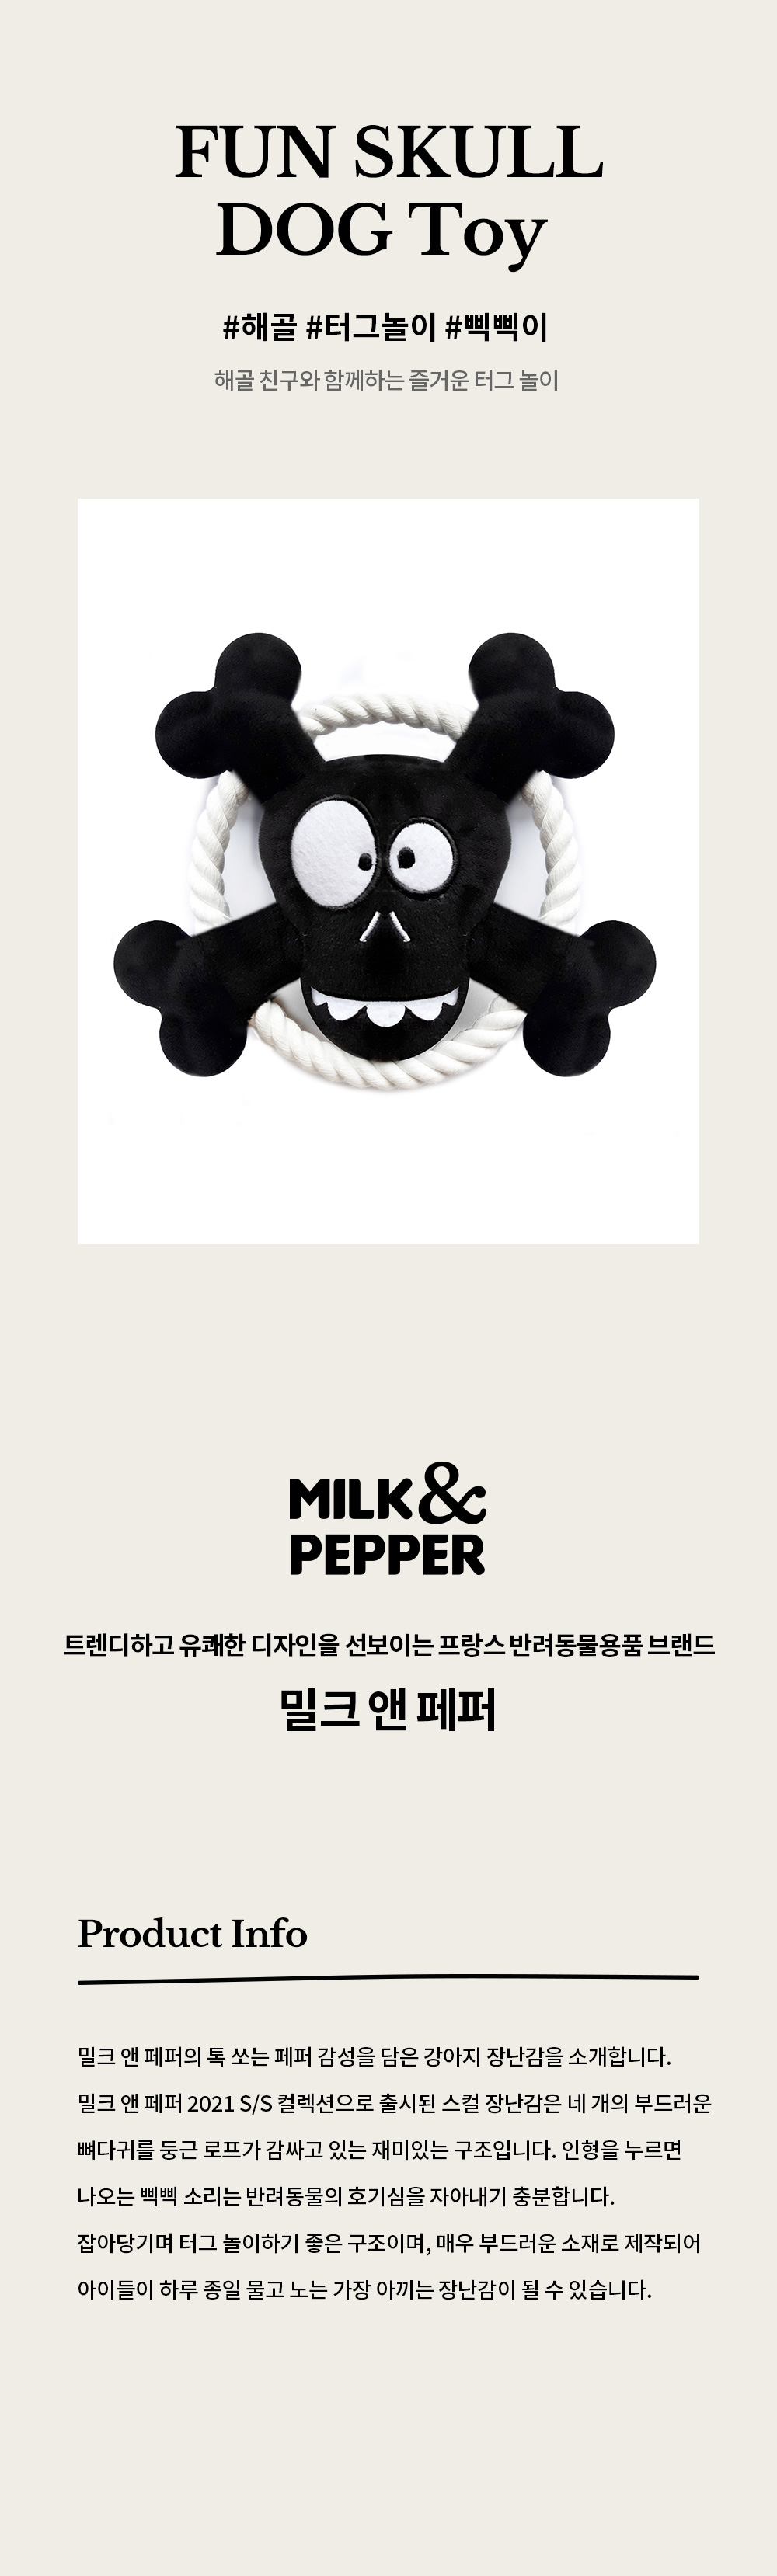 FUN SKULL
DOG Toy
#해골 #터그놀이 #삑삑이
해골 친구와 함께하는 즐거운 터그 놀이
MILK&
PEPPER
트렌디하고 유쾌한 디자인을 선보이는 프랑스 반려동물용품 브랜드
밀크 앤 페퍼
Product Info
밀크 앤 페퍼의 톡 쏘는 페퍼 감성을 담은 강아지 장난감을 소개합니다.
밀크 앤 페퍼 2021 S/S 컬렉션으로 출시된 스컬 장난감은 네 개의 부드러운
뼈다귀를 둥근 로프가 감싸고 있는 재미있는 구조입니다. 인형을 누르면
나오는 삑삑 소리는 반려동물의 호기심을 자아내기 충분합니다.
잡아당기며 터그 놀이하기 좋은 구조이며, 매우 부드러운 소재로 제작되어
아이들이 하루 종일 물고 노는 가장 아끼는 장난감이 될 수 있습니다.